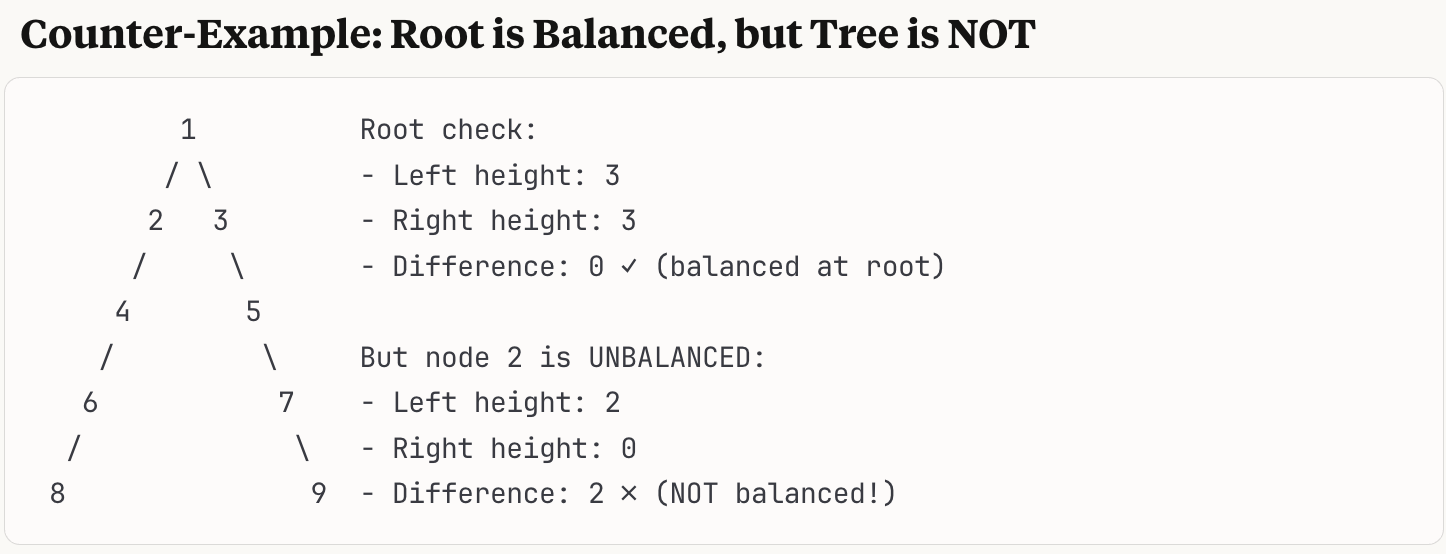 Counter-Example: Root is Balanced, but Tree is NOT
1 Root check:
/ \ - Left height: 3
2 3 - Right height: 3
/ \ - Difference: 0 ✓ (balanced at root)
4 5
/ \ But node 2 is UNBALANCED:
6 7 - Left height: 2
/ \ - Right height: 0
8 9 - Difference: 2 × (NOT balanced!)